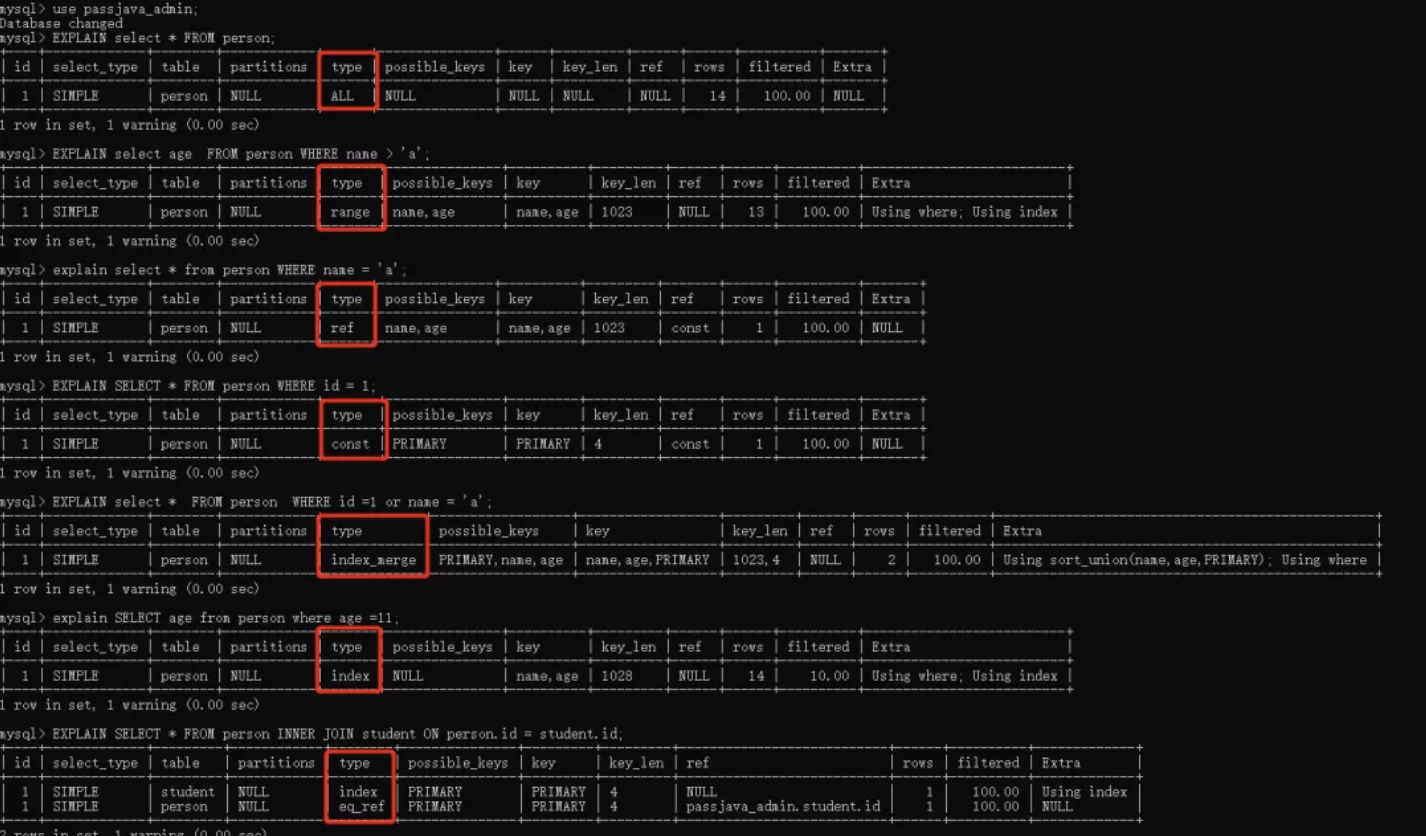 mysql> use passjava_admin;
Database changed
mysql> EXPLAIN select * FROM person;
| id | select_type | table | partitions | type | possible_keys | key | key_len | ref | rows | filtered | Extra |
| 1 | SIMPLE | person | NULL | ALL | NULL | NULL | NULL | NULL | 14 | 100.00 | NULL |
1 row in set, 1 warning (0.00 sec)
mysql> EXPLAIN select age  FROM person WHERE name > 'a';
| id | select_type | table | partitions | type | possible_keys | key | key_len | ref | rows | filtered | Extra |
| 1 | SIMPLE | person | NULL | range | name,age | name,age | 1023 | NULL | 13 | 100.00 | Using where; Using index |
1 row in set, 1 warning (0.00 sec)
mysql> explain select * from person WHERE name = 'a';
| id | select_type | table | partitions | type | possible_keys | key | key_len | ref | rows | filtered | Extra |
| 1 | SIMPLE | person | NULL | ref | name,age | name,age | 1023 | const | 1 | 100.00 | NULL |
1 row in set, 1 warning (0.00 sec)
mysql> EXPLAIN SELECT * FROM person WHERE id = 1;
| id | select_type | table | partitions | type | possible_keys | key | key_len | ref | rows | filtered | Extra |
| 1 | SIMPLE | person | NULL | const | PRIMARY | PRIMARY | 4 | const | 1 | 100.00 | NULL |
1 row in set, 1 warning (0.00 sec)
mysql> EXPLAIN select *  FROM person  WHERE id =1 or name = 'a';
| id | select_type | table | partitions | type | possible_keys | key | key_len | ref | rows | filtered | Extra |
| 1 | SIMPLE | person | NULL | index_merge | PRIMARY,name,age | name,age,PRIMARY | 1023,4 | NULL | 2 | 100.00 | Using sort_union(name,age,PRIMARY); Using where |
1 row in set, 1 warning (0.00 sec)
mysql> explain SELECT age from person where age =11;
| id | select_type | table | partitions | type | possible_keys | key | key_len | ref | rows | filtered | Extra |
| 1 | SIMPLE | person | NULL | index | NULL | name,age | 1028 | NULL | 14 | 10.00 | Using where; Using index |
1 row in set, 1 warning (0.00 sec)
mysql> EXPLAIN SELECT * FROM person INNER JOIN student ON person.id = student.id;
| id | select_type | table | partitions | type | possible_keys | key | key_len | ref | rows | filtered | Extra |
| 1 | SIMPLE | student | NULL | index | PRIMARY | PRIMARY | 4 | NULL | 1 | 100.00 | Using index |
| 1 | SIMPLE | person | NULL | eq_ref | PRIMARY | PRIMARY | 4 | passjava_admin.student.id | 1 | 100.00 | NULL |
2 rows in set, 1 warning (0.00 sec)